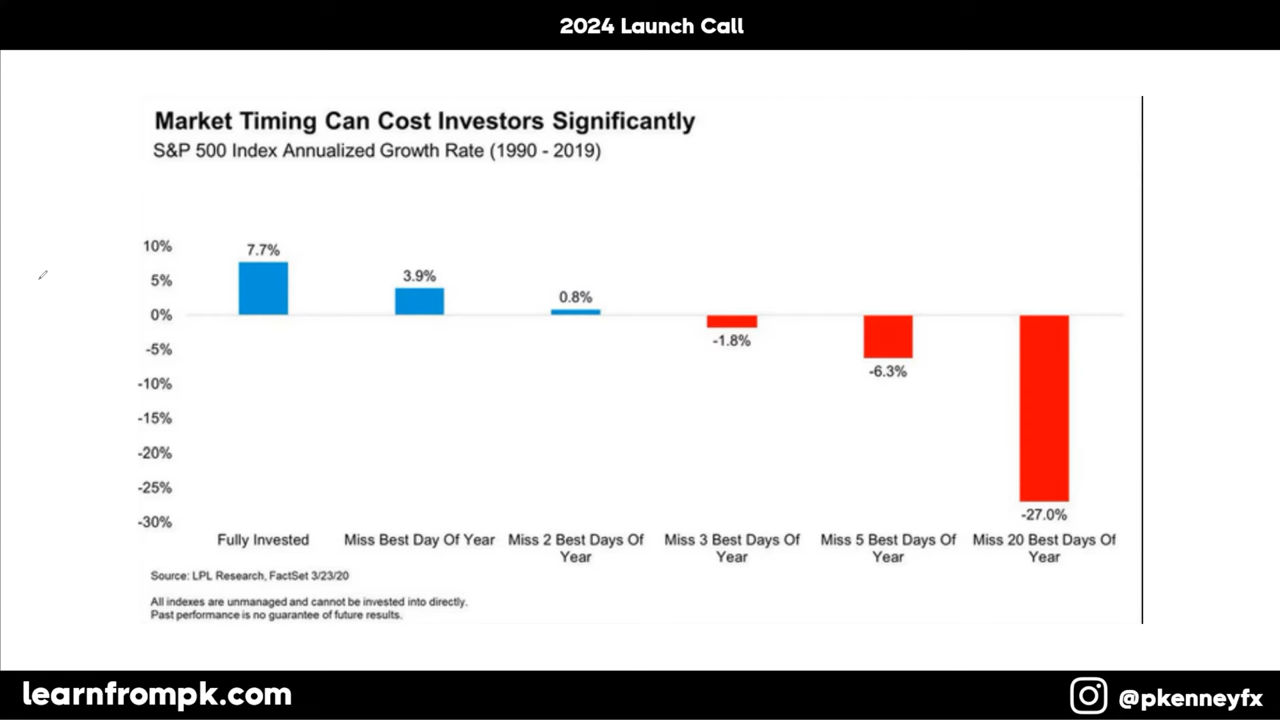 2024 Launch Call
Market Timing Can Cost Investors Significantly
S&P 500 Index Annualized Growth Rate (1990 - 2019)
10%
5%
0%
-5%
-10%
-15%
-20%
-25%
-30%
7.7%
3.9%
0.8%
-1.8%
-6.3%
-27.0%
Fully Invested
Miss Best Day Of Year
Miss 2 Best Days Of
Year
Miss 3 Best Days Of
Year
Miss 5 Best Days Of
Year
Miss 20 Best Days Of
Year
Source: LPL Research, FactSet 3/23/20
All indexes are unmanaged and cannot be invested into directly.
Past performance is no guarantee of future results.
learnfrompk.com
@pkenneyfx